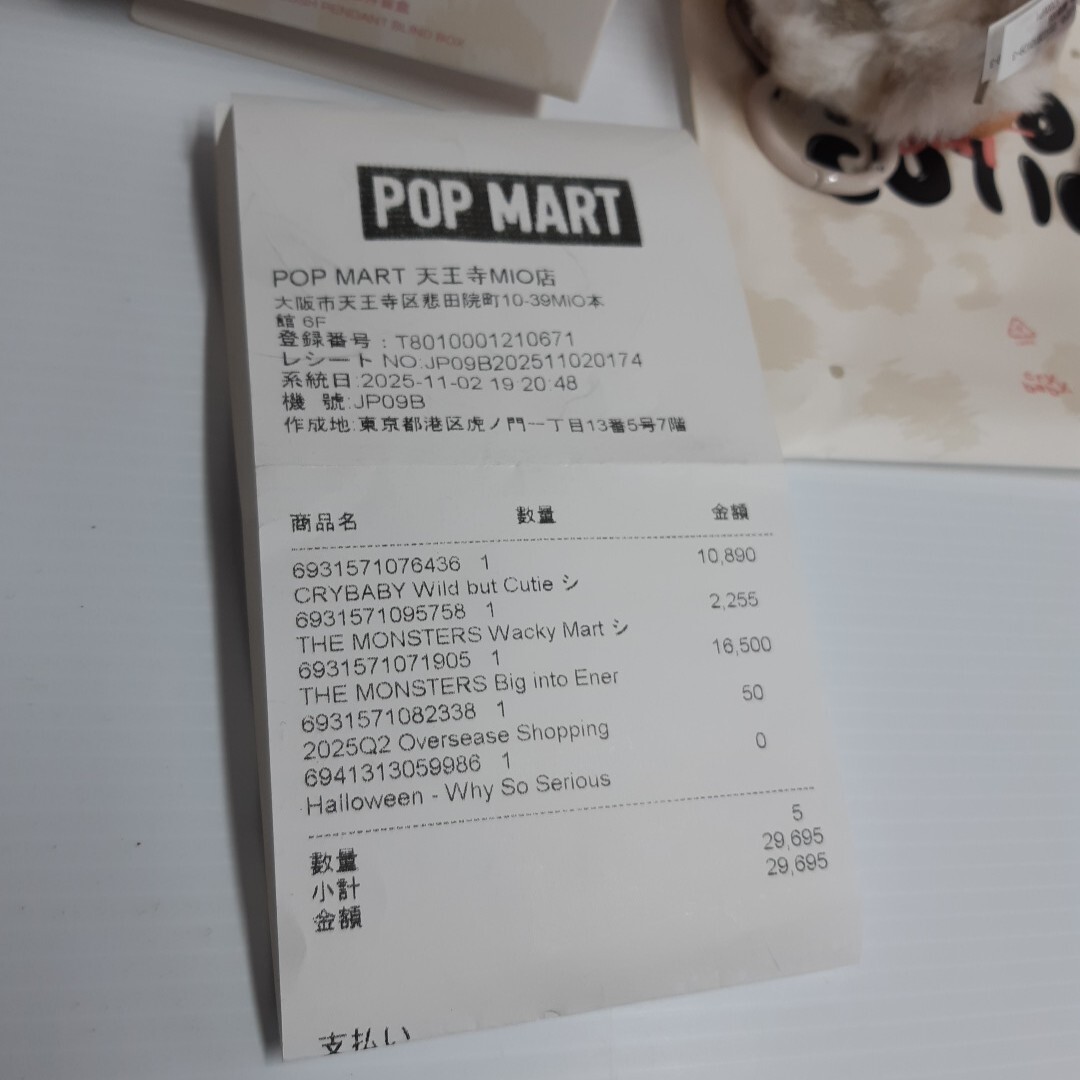 PENDANT BLIND BOX
POP MART
POP MART 天王寺MIO店
大阪市天王寺区悲田院町10-39MIO本
館 6F
登録番号：T8010001210671
レシート NO:JP09B202511020174
系統日:2025-11-02 19:20:48
機 號:JP09B
作成地:東京都港区虎ノ門一丁目13番5号7階
商品名 数量 金額
6931571076436 1 10,890
CRYBABY Wild but Cutie シ
6931571095758 1 2,255
THE MONSTERS Wacky Mart シ
6931571071905 1 16,500
THE MONSTERS Big into Ener
6931571082338 1 50
2025Q2 Oversease Shopping
6941313059986 1 0
Halloween - Why So Serious
数量 5
小計 29,695
金額 29,695
支払い